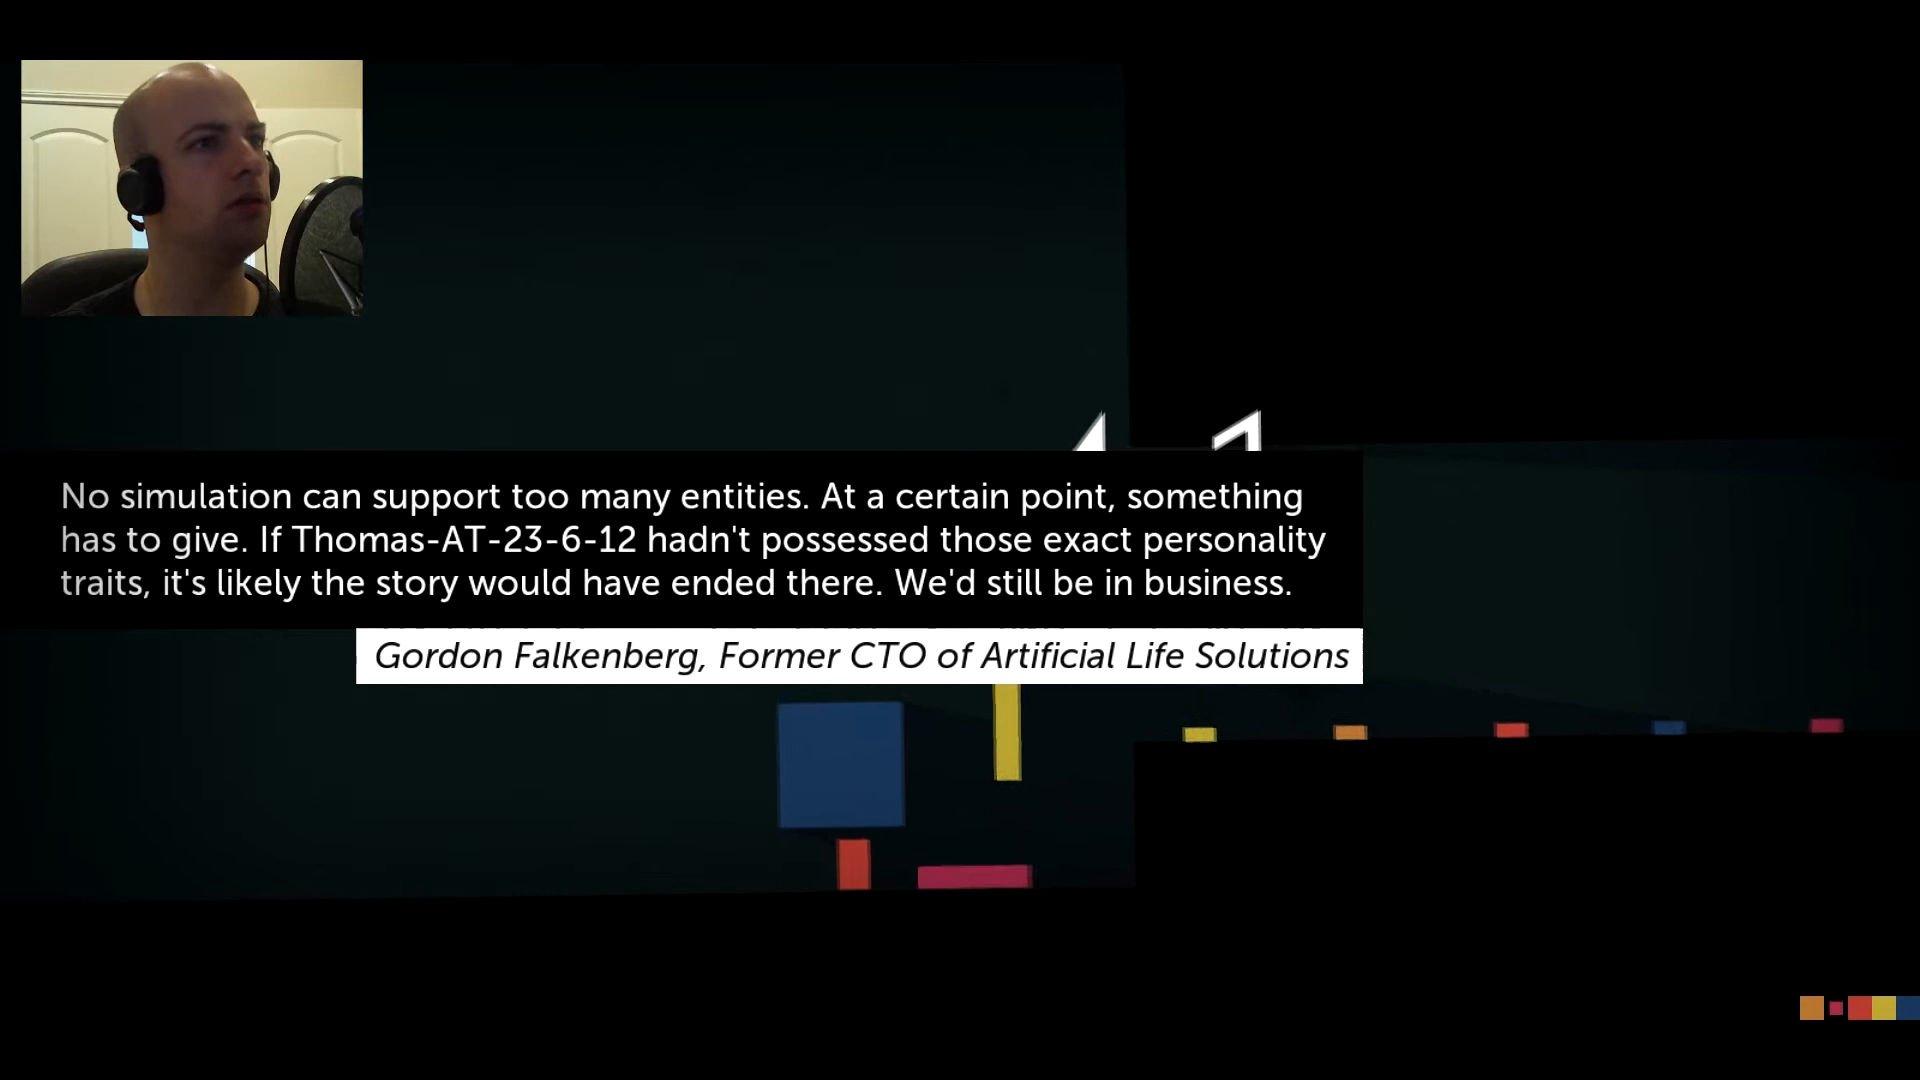 No simulation can support too many entities. At a certain point, something
has to give. If Thomas-AT-23-6-12 hadn't possessed those exact personality
traits, it's likely the story would have ended there. We'd still be in business.
Gordon Falkenberg, Former CTO of Artificial Life Solutions